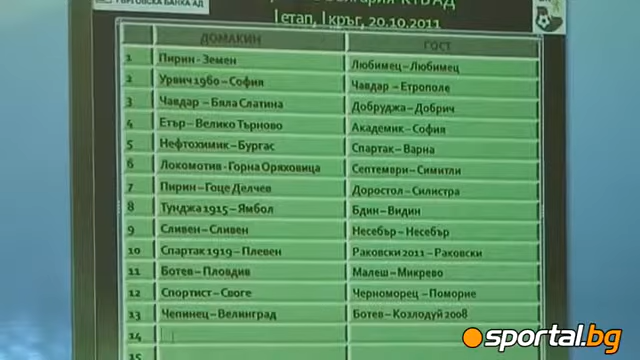 ТЪРГОВСКА БАНКА АД
I етап, I кръг, 20.10.2011
ДОМАКИН ГОСТ
1 Пирин - Земен Любимец – Любимец
2 Урвич 1960 – София Чавдар – Етрополе
3 Чавдар – Бяла Слатина Добруджа – Добрич
4 Етър – Велико Търново Академик – София
5 Нефтохимик – Бургас Спартак – Варна
6 Локомотив - Горна Оряховица Септември – Симитли
7 Пирин – Гоце Делчев Доростол – Силистра
8 Тунджа 1915 – Ямбол Бдин – Видин
9 Сливен – Сливен Несебър – Несебър
10 Спартак 1919 – Плевен Раковски 2011 – Раковски
11 Ботев – Пловдив Малеш – Микрево
12 Спортист – Своге Черноморец – Поморие
13 Чепинец – Велинград Ботев – Козлодуй 2008
14
15
sportal.bg